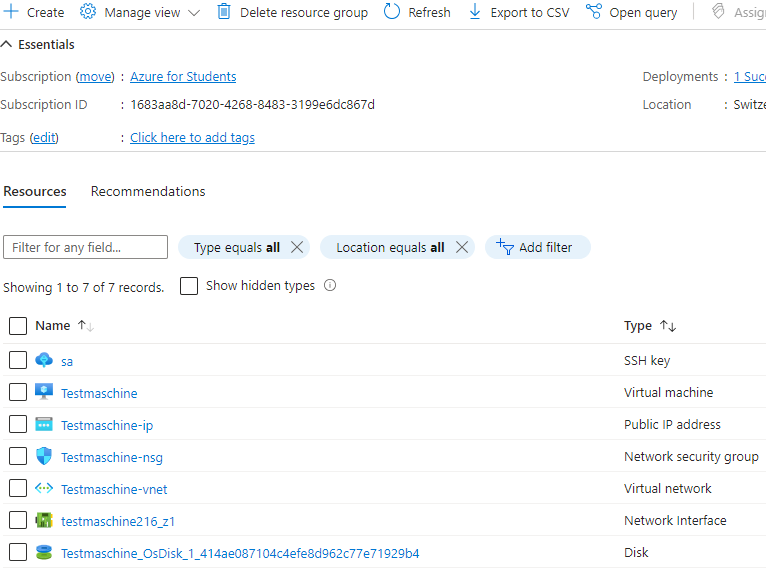 Create Manage view Delete resource group Refresh Export to CSV Open query
Essentials
Subscription (move) : Azure for Students Deployments : 1
Subscription ID : 1683aa8d-7020-4268-8483-3199e6dc867d Location :
Tags (edit) : Click here to add tags
Resources Recommendations
Filter for any field... Type equals all Location equals all Add filter
Showing 1 to 7 of 7 records. Show hidden types
Name Type
sa SSH key
Testmaschine Virtual machine
Testmaschine-ip Public IP address
Testmaschine-nsg Network security group
Testmaschine-vnet Virtual network
testmaschine216_z1 Network Interface
Testmaschine_OsDisk_1_414ae087104c4efe8d962c77e71929b4 Disk